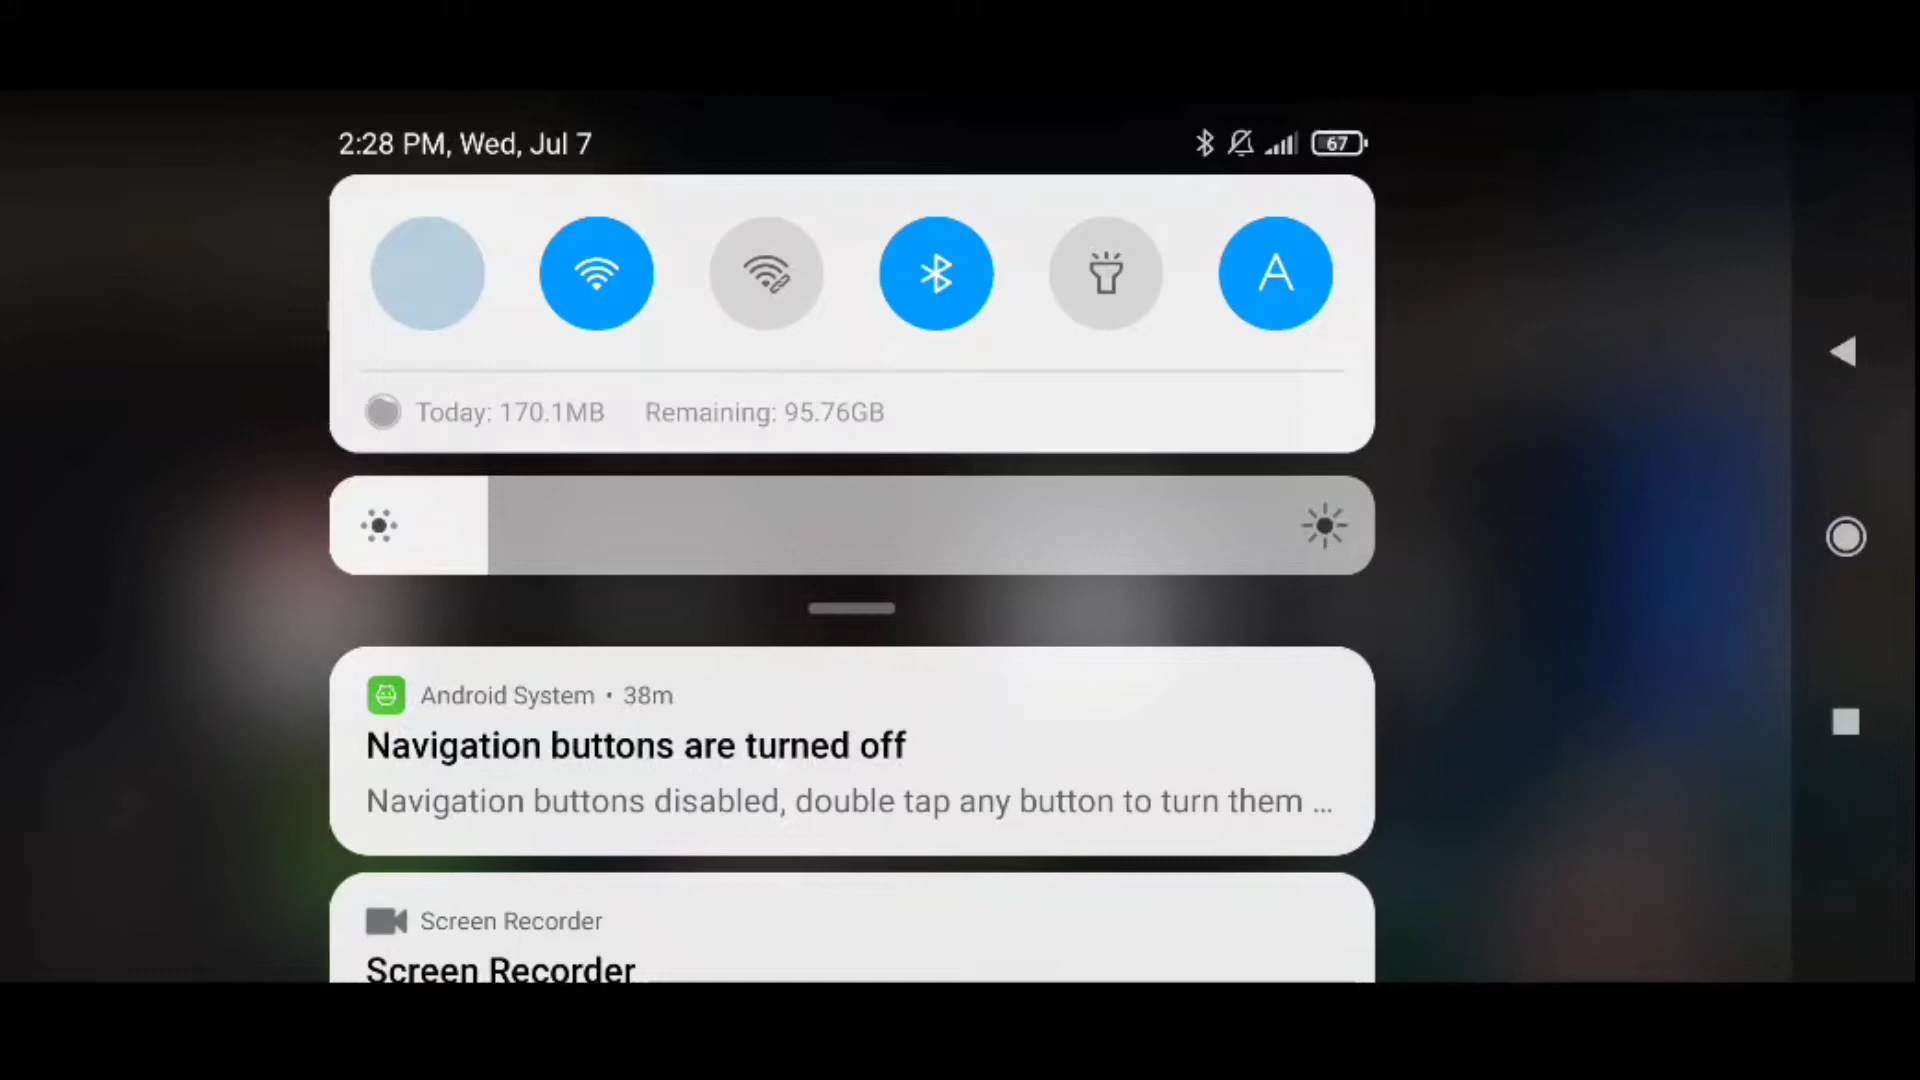 2:28 PM, Wed, Jul 7
67
A
Today: 170.1MB Remaining: 95.76GB
Android System • 38m
Navigation buttons are turned off
Navigation buttons disabled, double tap any button to turn them ...
Screen Recorder
Screen Recorder